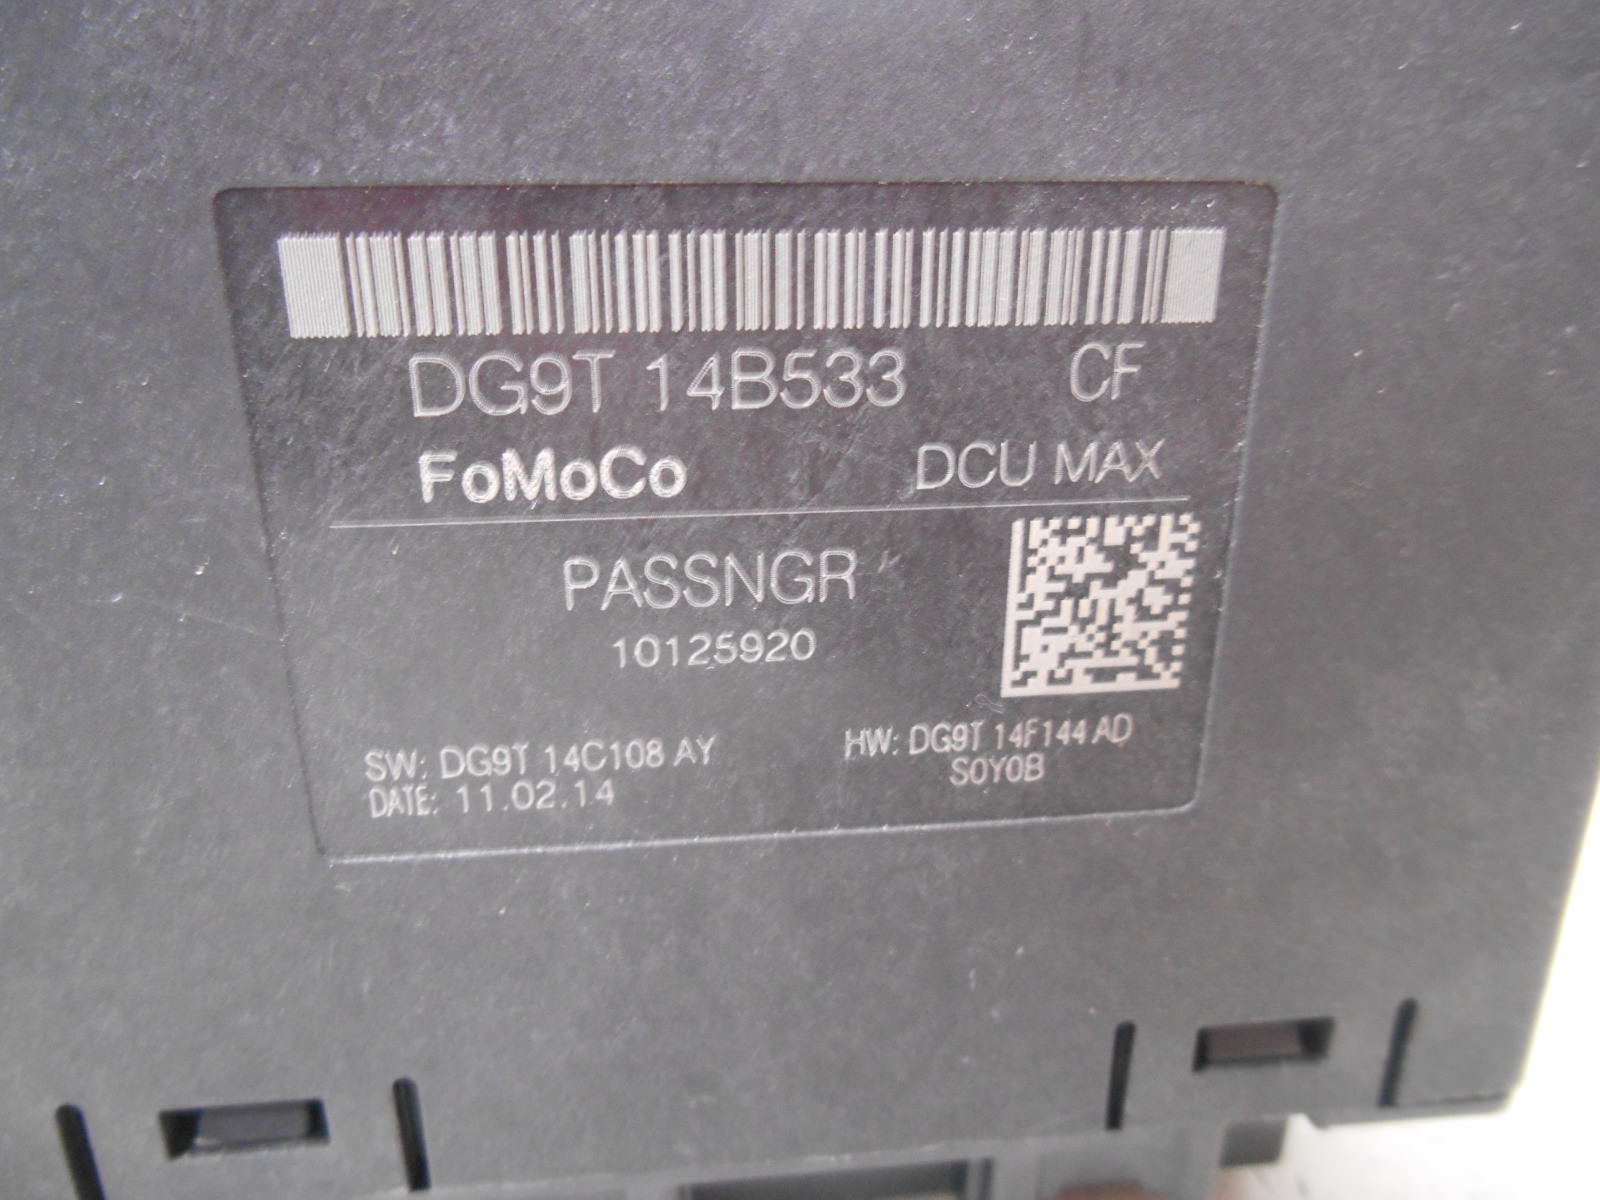 DG9T 14B533 CF
FoMoCo DCU MAX
PASSNGR
10125920
SW: DG9T 14C108 AY
HW: DG9T 14F144 AD
DATE: 11.02.14
S0Y0B